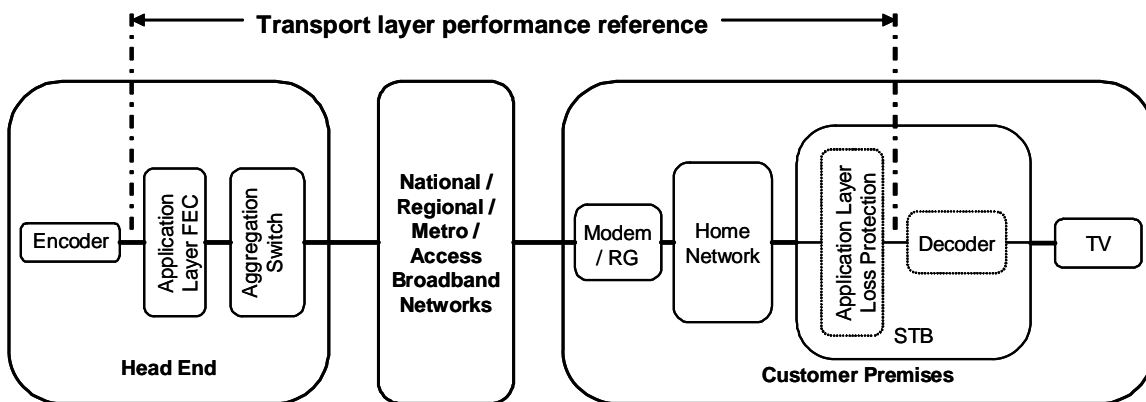 Transport layer performance reference
Encoder
Application
Layer FEC
Aggregation
Switch
Head End
National /
Regional /
Metro /
Access
Broadband
Networks
Modem
/ RG
Home
Network
Application Layer
Loss Protection
Decoder
STB
TV
Customer Premises